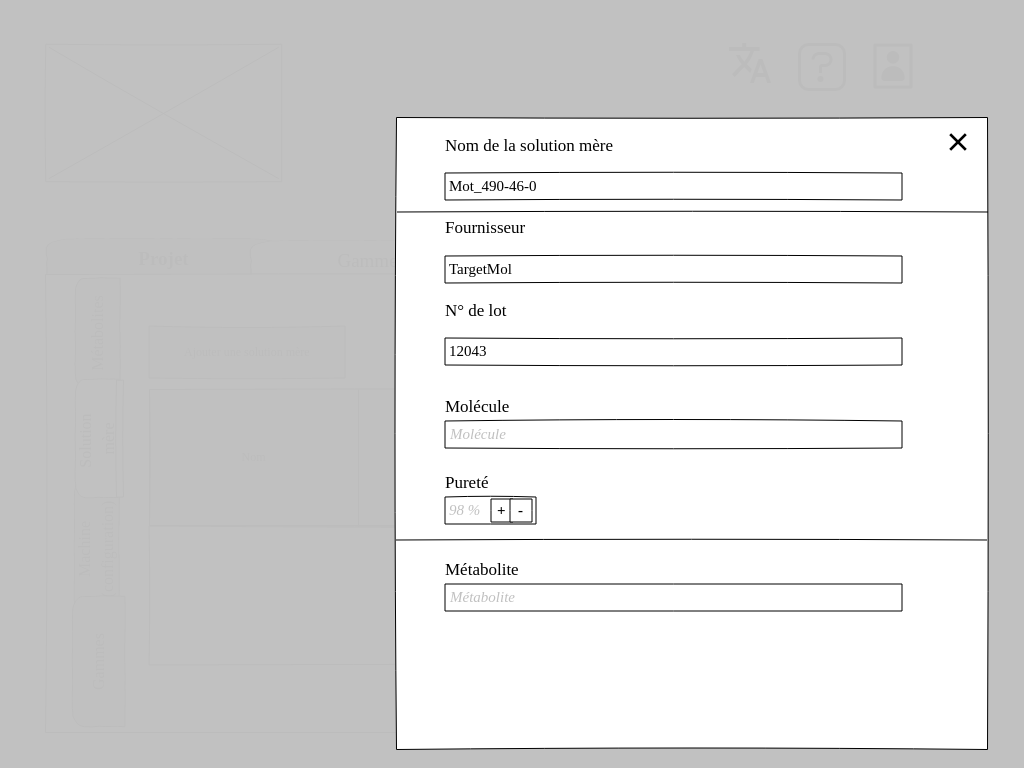 Projet
Nom de la solution mère
Mot_490-46-0
Fournisseur
TargetMol
N° de lot
12043
Molécule
Molécule
Pureté
98 %
+
-
Métabolite
Métabolite